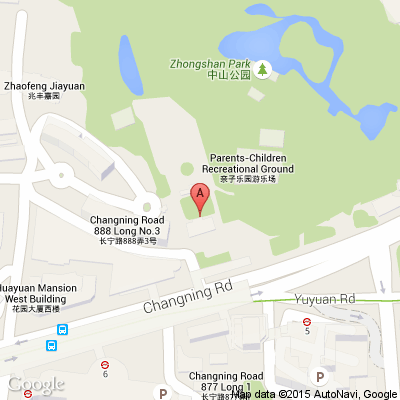 Zhongshan Park
中山公园
Zhaofeng Jiayuan
兆丰嘉园
Parents-Children
Recreational Ground
亲子乐园游乐场
A
Changning Road
888 Long No.3
长宁路888弄3号
Changning Rd
Huayuan Mansion
West Building
花园大厦西楼
Yuyuan Rd
6
Changning Road
877 Long 1
P
P
Google
Map data ©2015 AutoNavi, Google